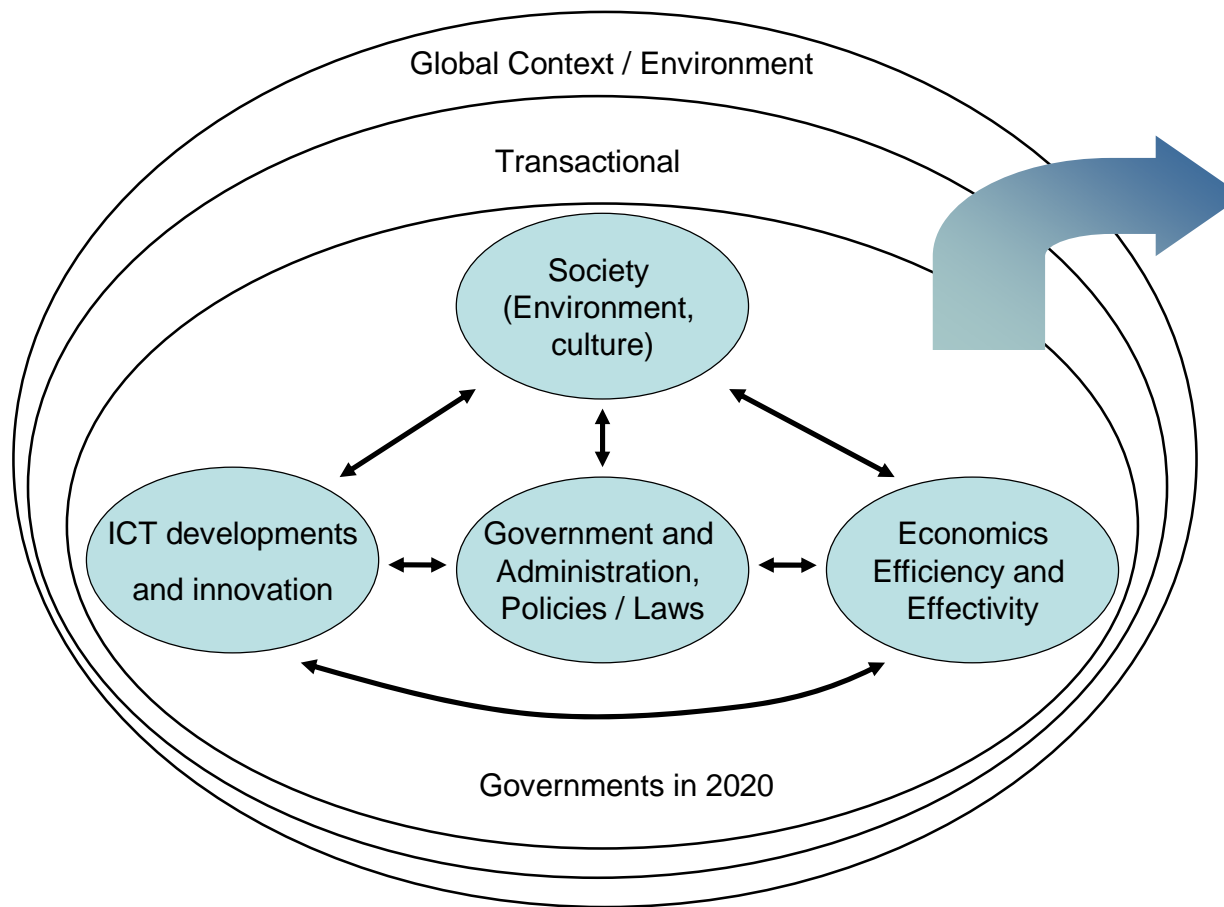 Global Context / Environment
Transactional
Society
(Environment,
culture)
ICT developments
and innovation
Government and
Administration,
Policies / Laws
Economics
Efficiency and
Effectivity
Governments in 2020